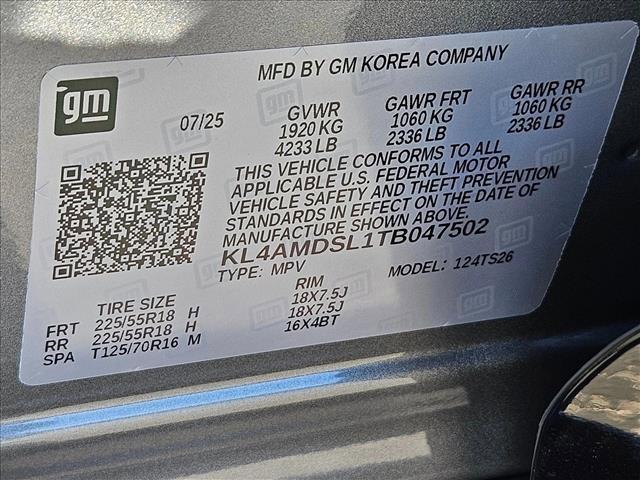 MFD BY GM KOREA COMPANY
gm
07/25
GVWR
1920 KG
4233 LB
GAWR FRT
1060 KG
2336 LB
GAWR RR
1060 KG
2336 LB
THIS VEHICLE CONFORMS TO ALL
APPLICABLE U.S. FEDERAL MOTOR
VEHICLE SAFETY AND THEFT PREVENTION
STANDARDS IN EFFECT ON THE DATE OF
MANUFACTURE SHOWN ABOVE.
KL4AMDSL1TB047502
TYPE: MPV
MODEL: 124TS26
TIRE SIZE
RIM
FRT 225/55R18 H 18X7.5J
RR 225/55R18 H 18X7.5J
SPA T125/70R16 M 16X4BT